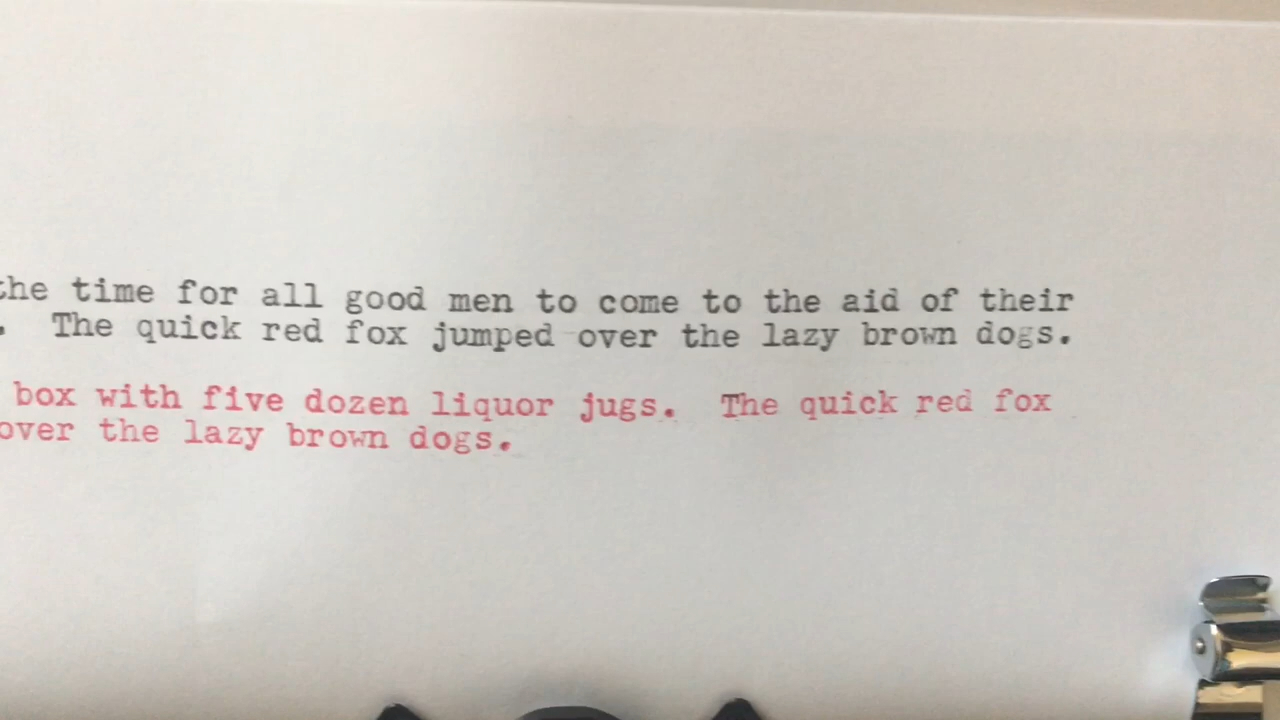 the time for all good men to come to the aid of their
. The quick red fox jumped over the lazy brown dogs.
box with five dozen liquor jugs. The quick red fox
over the lazy brown dogs.